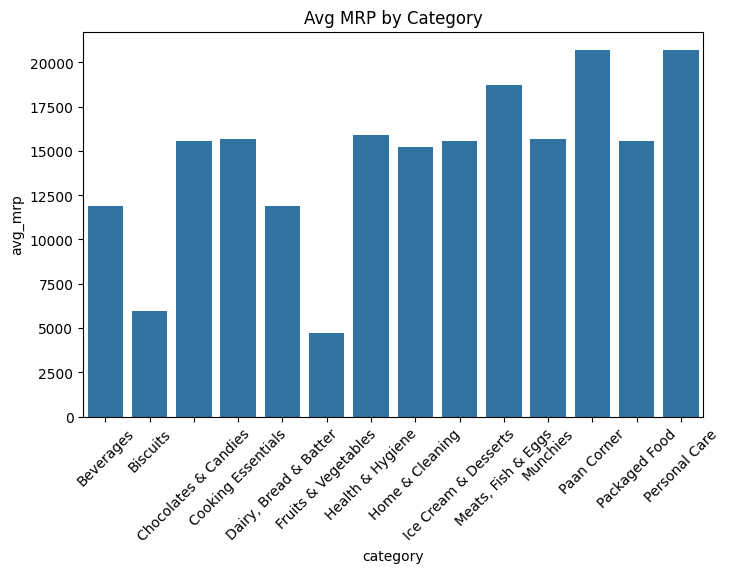 Avg MRP by Category
avg_mrp
20000
17500
15000
12500
10000
7500
5000
2500
0
Beverages
Biscuits
Chocolates & Candies
Cooking Essentials
Dairy, Bread & Batter
Fruits & Vegetables
Health & Hygiene
Home & Cleaning
Ice Cream & Desserts
Meats, Fish & Eggs
Munchies
Paan Corner
Packaged Food
Personal Care
category